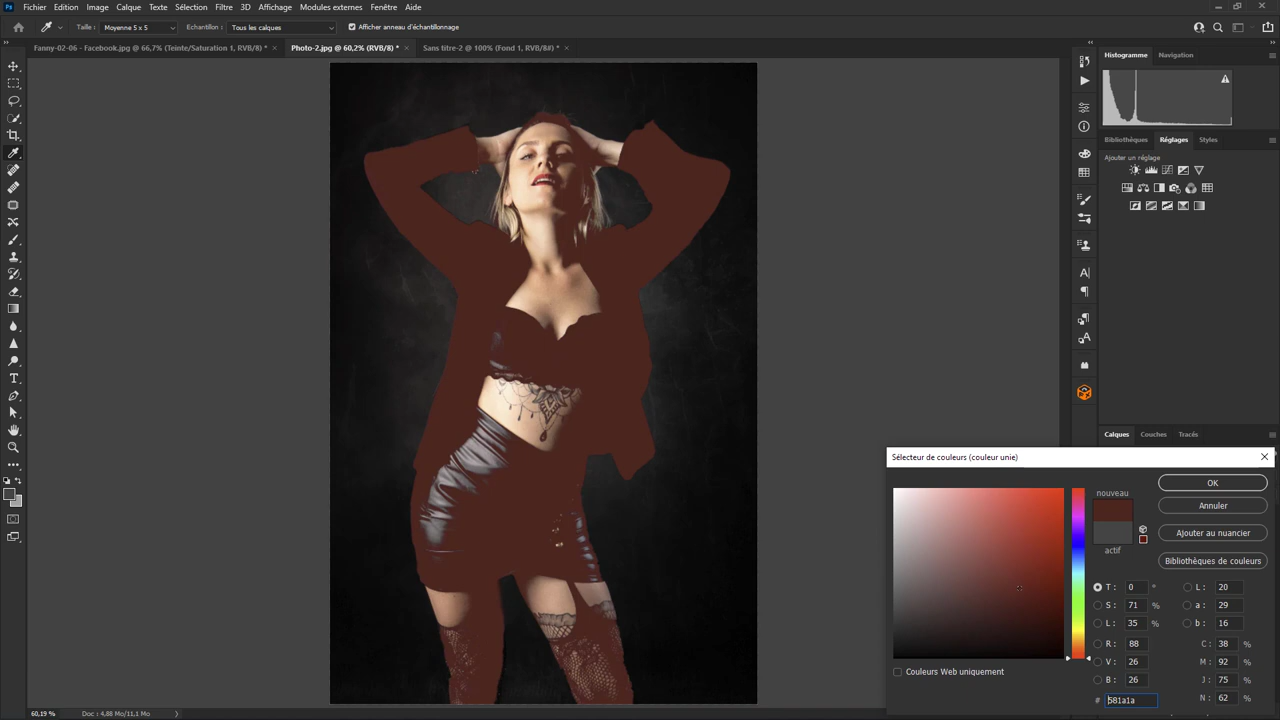 Ps
Fichier Edition Image Calque Texte Sélection Filtre 3D Affichage Modules externes Fenêtre Aide
Taille : Moyenne 5 x 5 Echantillon : Tous les calques Afficher anneau d'échantillonnage
Fanny-02-06 - Facebook.jpg @ 66,7% (Teinte/Saturation 1, RVB/8) * Photo-2.jpg @ 60,2% (RVB/8) * Sans titre-2 @ 100% (Fond 1, RVB/8#) *
Histogramme Navigation
Bibliothèques Réglages Styles
Ajouter un réglage
Calques Couches Tracés
Sélecteur de couleurs (couleur unie)
nouveau
actif
OK
Annuler
Ajouter au nuancier
Bibliothèques de couleurs
T : 0 ° L : 20
S : 71 % a : 29
L : 35 % b : 16
R : 88 C : 38 %
V : 26 M : 92 %
B : 26 J : 75 %
# 581a1a N : 62 %
Couleurs Web uniquement
60,19 % Doc : 4,88 Mo/11,1 Mo